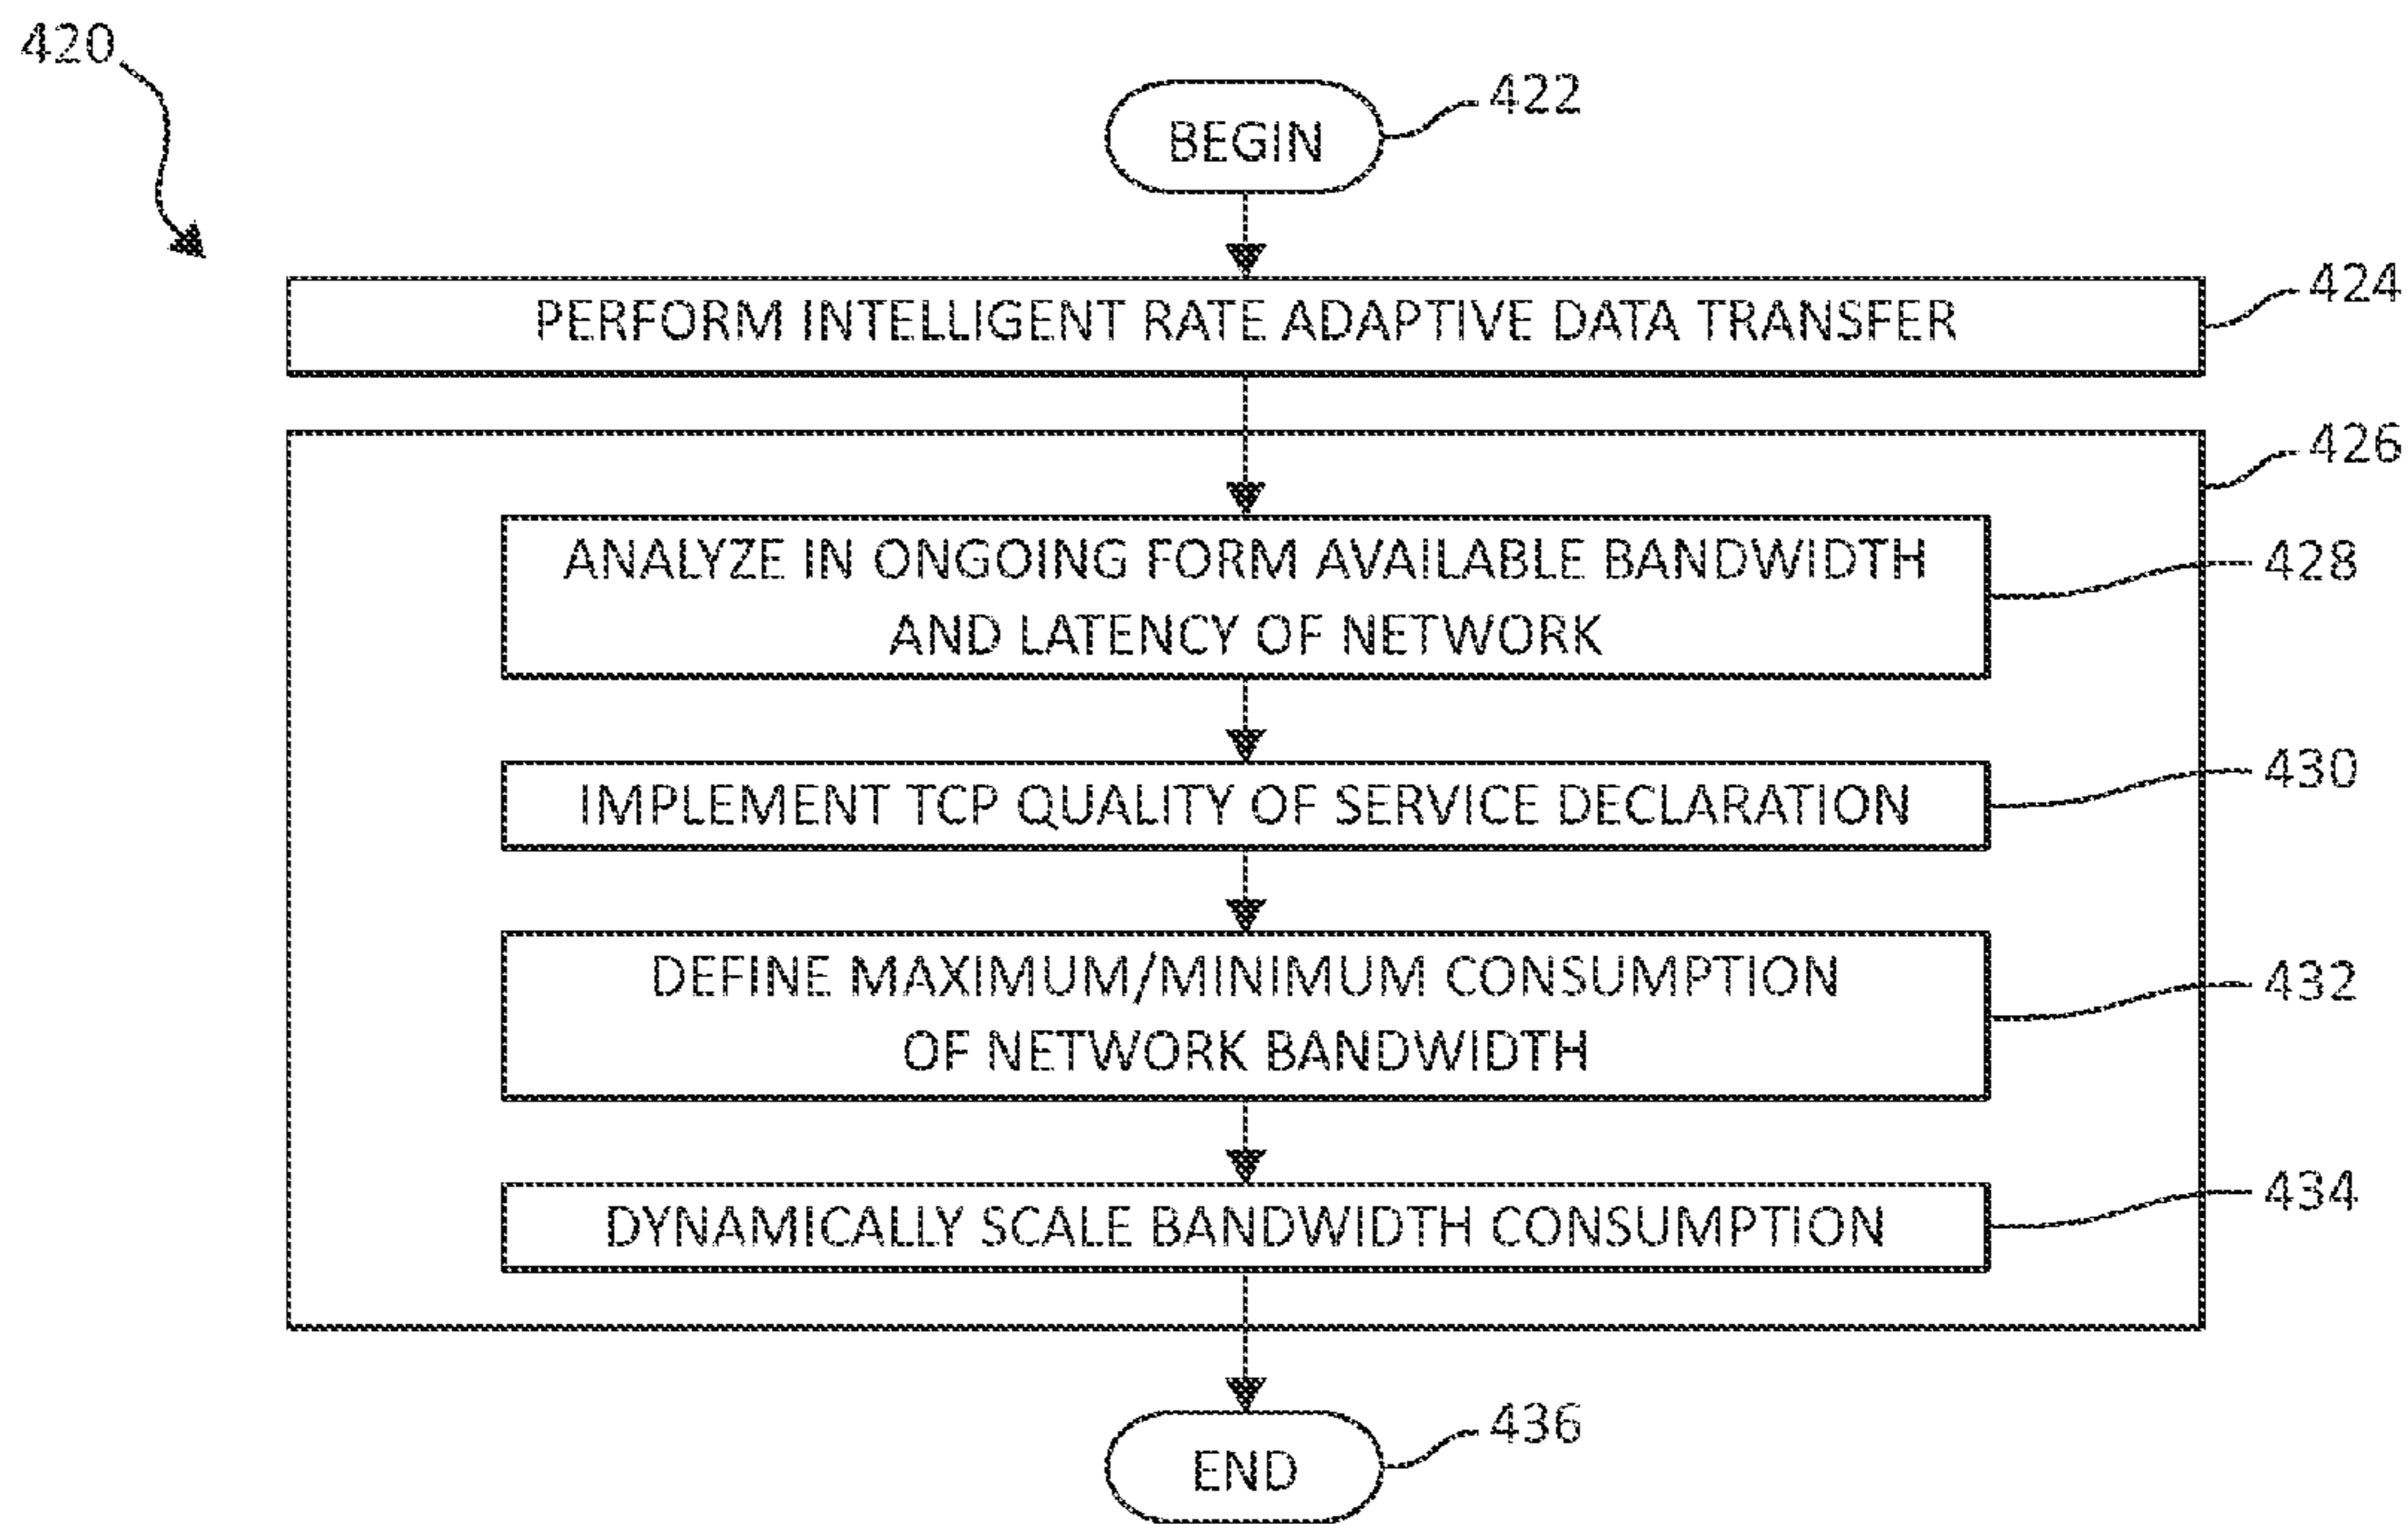 420
BEGIN
422
PERFORM INTELLIGENT RATE ADAPTIVE DATA TRANSFER
424
426
ANALYZE IN ONGOING FORM AVAILABLE BANDWIDTH
AND LATENCY OF NETWORK
428
IMPLEMENT TCP QUALITY OF SERVICE DECLARATION
430
DEFINE MAXIMUM/MINIMUM CONSUMPTION
OF NETWORK BANDWIDTH
432
DYNAMICALLY SCALE BANDWIDTH CONSUMPTION
434
END
436